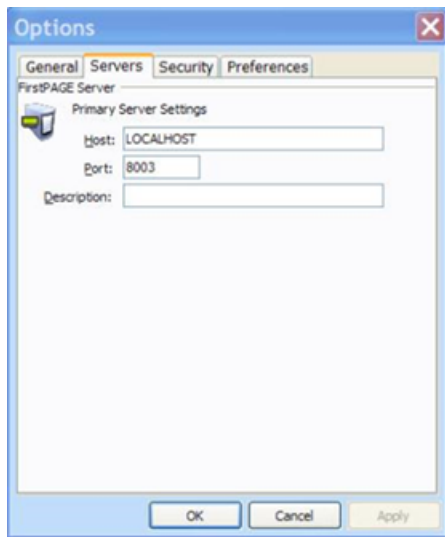 Options
General Servers Security Preferences
FirstPAGE Server
Primary Server Settings
Host: LOCALHOST
Port: 8003
Description:
OK Cancel Apply